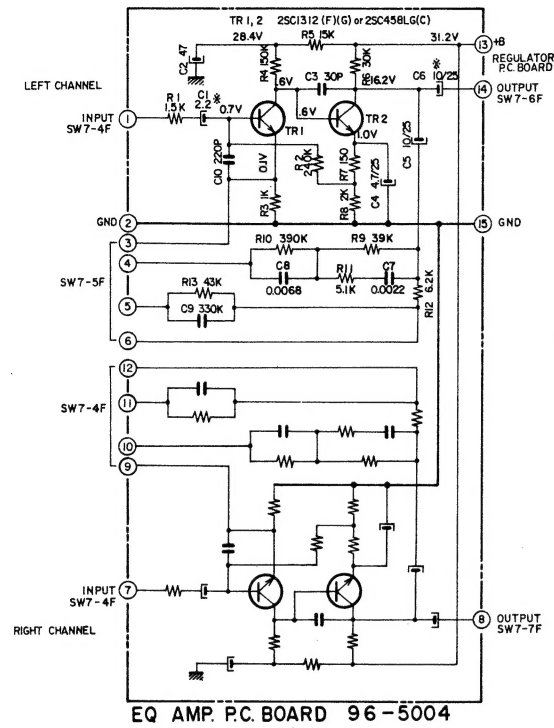 TR 1, 2 2SC1312 (F)(G) or 2SC458LG(C)
28.4V R5 15K 31.2V 13 +B
REGULATOR
P.C. BOARD
C2 47
R4 150K
R6 30K
LEFT CHANNEL
.6V C3 30P 16.2V C6 * 10/25 14 OUTPUT
SW7-6F
INPUT
SW7-4F
1 R1
1.5K
C1
2.2 *
0.7V
TR1
.6V
TR2
1.0V
C5 10/25
C10 220P
0.1V
R2
240K
R7 150
C4 4.7/25
R3 1K
R8 2K
GND 2 15 GND
3
R10 390K R9 39K
4
SW7-5F
C8
0.0068
R11
5.1K
C7
0.0022
R12 6.2K
R13 43K
5
C9 330K
6
12
SW7-4F
11
10
9
INPUT
SW7-4F
7
8 OUTPUT
SW7-7F
RIGHT CHANNEL
EQ AMP. P.C. BOARD 96-5004